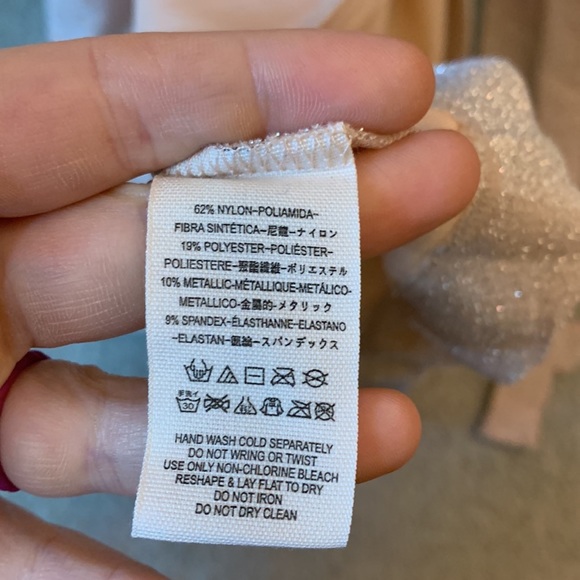 62% NYLON-POLIAMIDA-
FIBRA SINTÉTICA-尼龍-ナイロン
19% POLYESTER-POLIÉSTER-
POLIESTERE-聚酯纖維-ポリエステル
10% METALLIC-MÉTALLIQUE-METÁLICO-
METALLICO-金屬的-メタリック
9% SPANDEX-ÉLASTHANNE-ELASTANO
-ELASTAN-氨綸-スパンデックス
30
HAND WASH COLD SEPARATELY
DO NOT WRING OR TWIST
USE ONLY NON-CHLORINE BLEACH
RESHAPE & LAY FLAT TO DRY
DO NOT IRON
DO NOT DRY CLEAN